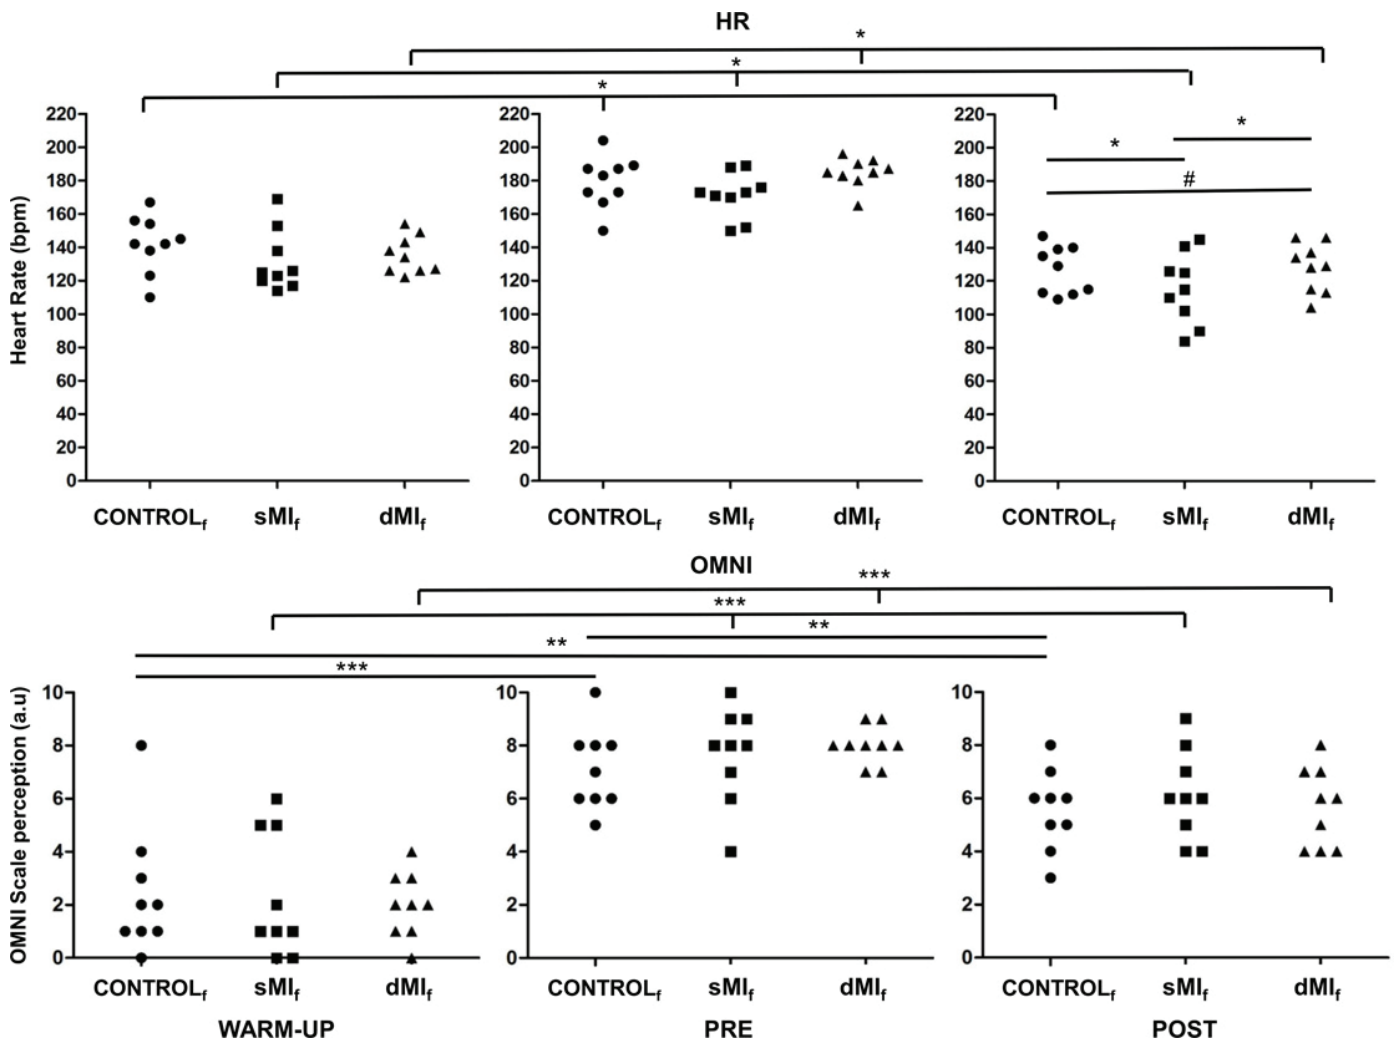 HR
*
*
*
220 220 220
* *
200 200 200
#
180 180 180
160 160 160
140 140 140
120 120 120
100 100 100
80 80 80
60 60 60
40 40 40
20 20 20
0 0 0
Heart Rate (bpm)
CONTROLf sMIf dMIf CONTROLf sMIf dMIf CONTROLf sMIf dMIf
OMNI
***
***
**
**
***
10 10 10
8 8 8
6 6 6
4 4 4
2 2 2
0 0 0
OMNI Scale perception (a.u)
CONTROLf sMIf dMIf CONTROLf sMIf dMIf CONTROLf sMIf dMIf
WARM-UP PRE POST